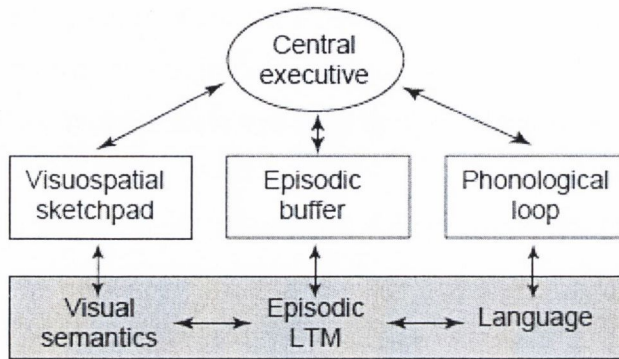 Central
executive
Visuospatial
sketchpad
Episodic
buffer
Phonological
loop
Visual
semantics
Episodic
LTM
Language